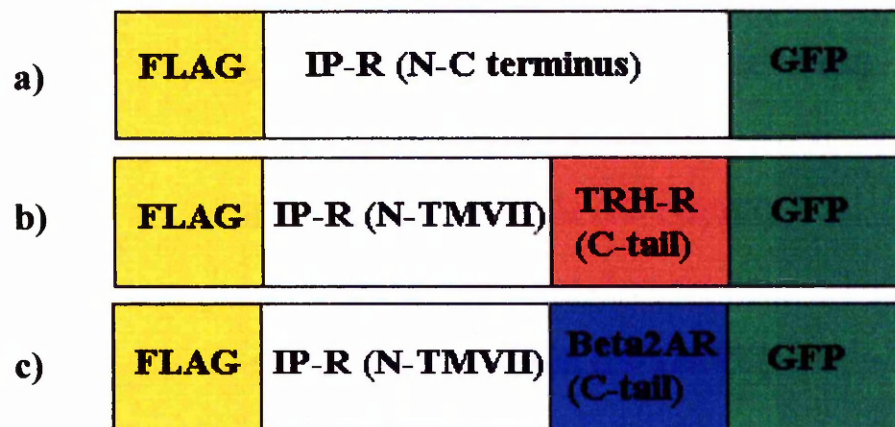 a) FLAG IP-R (N-C terminus) GFP
b) FLAG IP-R (N-TMVII) TRH-R (C-tail) GFP
c) FLAG IP-R (N-TMVII) Beta2AR (C-tail) GFP